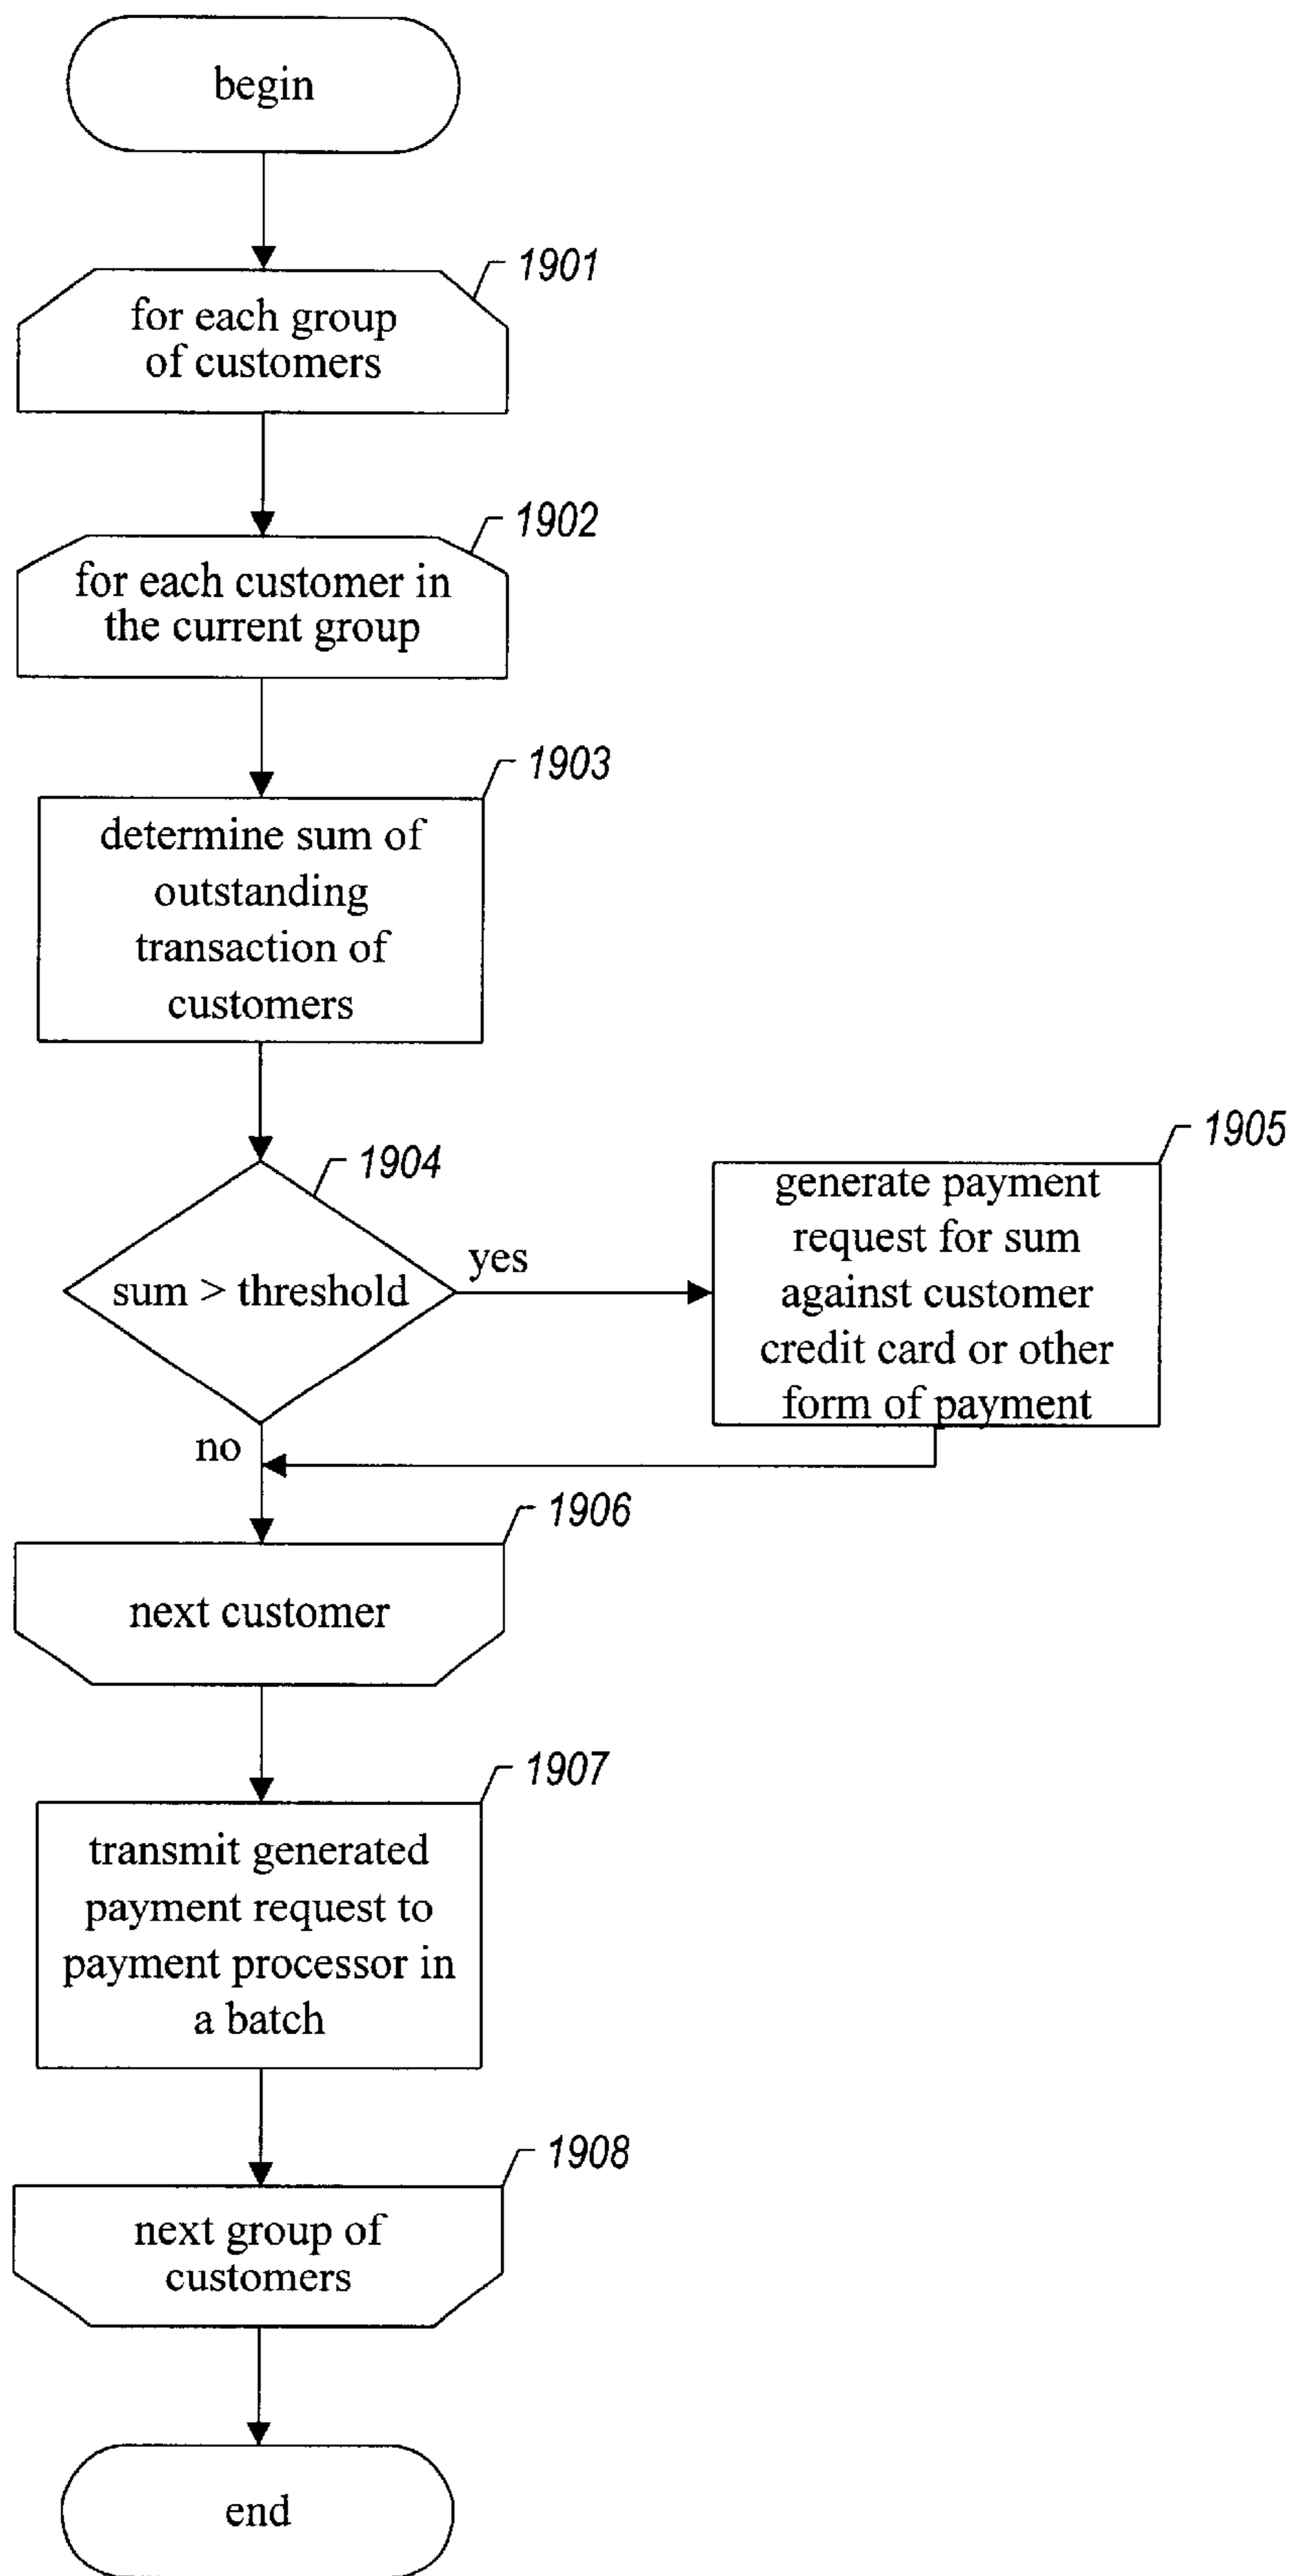 begin
1901
for each group
of customers
1902
for each customer in
the current group
1903
determine sum of
outstanding
transaction of
customers
1904
sum > threshold
yes
1905
generate payment
request for sum
against customer
credit card or other
form of payment
no
1906
next customer
1907
transmit generated
payment request to
payment processor in
a batch
1908
next group of
customers
end